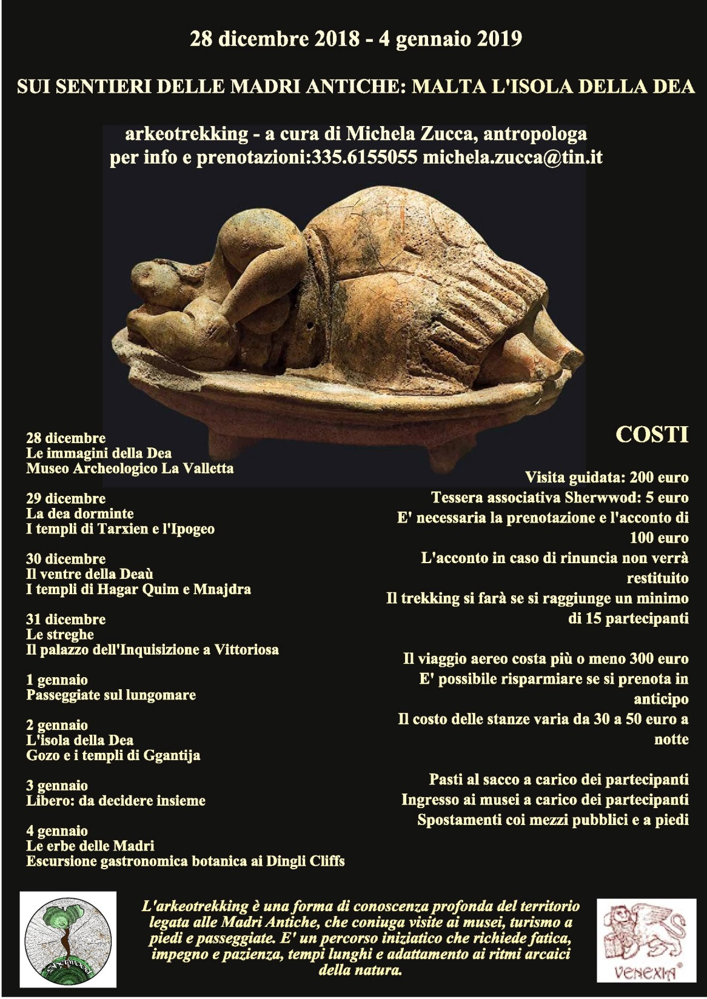 28 dicembre 2018 - 4 gennaio 2019
SUI SENTIERI DELLE MADRI ANTICHE: MALTA L'ISOLA DELLA DEA
arkeotrekking - a cura di Michela Zucca, antropologa
per info e prenotazioni:335.6155055 michela.zucca@tin.it
28 dicembre
Le immagini della Dea
Museo Archeologico La Valletta
29 dicembre
La dea dorminte
I templi di Tarxien e l'Ipogeo
30 dicembre
Il ventre della Deaù
I templi di Hagar Quim e Mnajdra
31 dicembre
Le streghe
Il palazzo dell'Inquisizione a Vittoriosa
1 gennaio
Passeggiate sul lungomare
2 gennaio
L'isola della Dea
Gozo e i templi di Ggantija
3 gennaio
Libero: da decidere insieme
4 gennaio
Le erbe delle Madri
Escursione gastronomica botanica ai Dingli Cliffs
COSTI
Visita guidata: 200 euro
Tessera associativa Sherwwod: 5 euro
E' necessaria la prenotazione e l'acconto di
100 euro
L'acconto in caso di rinuncia non verrà
restituito
Il trekking si farà se si raggiunge un minimo
di 15 partecipanti
Il viaggio aereo costa più o meno 300 euro
E' possibile risparmiare se si prenota in
anticipo
Il costo delle stanze varia da 30 a 50 euro a
notte
Pasti al sacco a carico dei partecipanti
Ingresso ai musei a carico dei partecipanti
Spostamenti coi mezzi pubblici e a piedi
Sherwood
L'arkeotrekking è una forma di conoscenza profonda del territorio
legata alle Madri Antiche, che coniuga visite ai musei, turismo a
piedi e passeggiate. E' un percorso iniziatico che richiede fatica,
impegno e pazienza, tempi lunghi e adattamento ai ritmi arcaici
della natura.
VENEXIA®